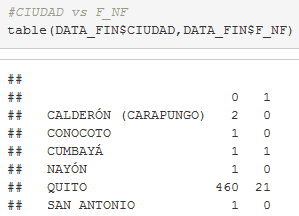 #CIUDAD vs F_NF
table(DATA_FIN$CIUDAD,DATA_FIN$F_NF)
##
## 0 1
## CALDERÓN (CARAPUNGO) 2 0
## CONOCOTO 1 0
## CUMBAYÁ 1 1
## NAYÓN 1 0
## QUITO 460 21
## SAN ANTONIO 1 0